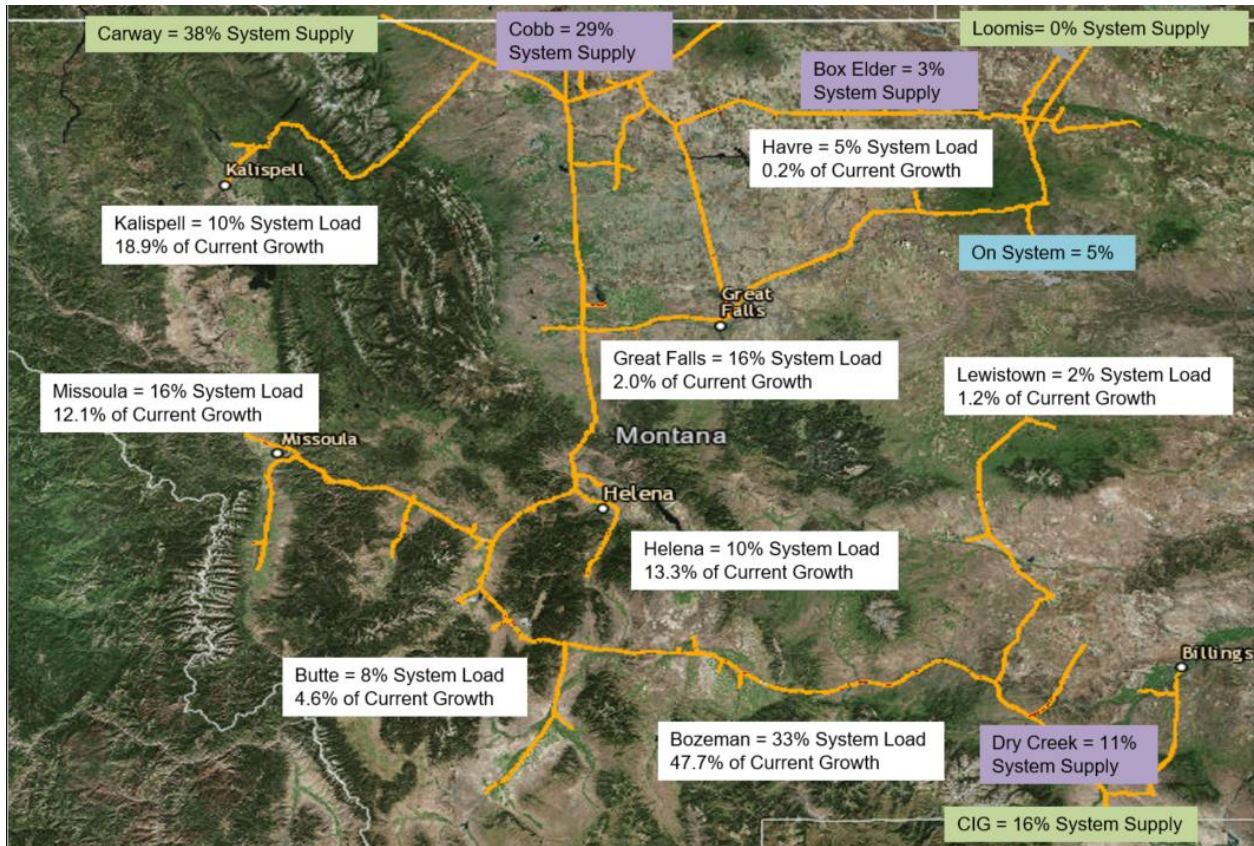 Carway = 38% System Supply
Cobb = 29%
System Supply
Loomis= 0% System Supply
Box Elder = 3%
System Supply
Havre = 5% System Load
0.2% of Current Growth
Kalispell
Kalispell = 10% System Load
18.9% of Current Growth
On System = 5%
Great
Falls
Great Falls = 16% System Load
2.0% of Current Growth
Lewistown = 2% System Load
1.2% of Current Growth
Missoula = 16% System Load
12.1% of Current Growth
Missoula
Montana
Helena
Helena = 10% System Load
13.3% of Current Growth
Billings
Butte = 8% System Load
4.6% of Current Growth
Bozeman = 33% System Load
47.7% of Current Growth
Dry Creek = 11%
System Supply
CIG = 16% System Supply